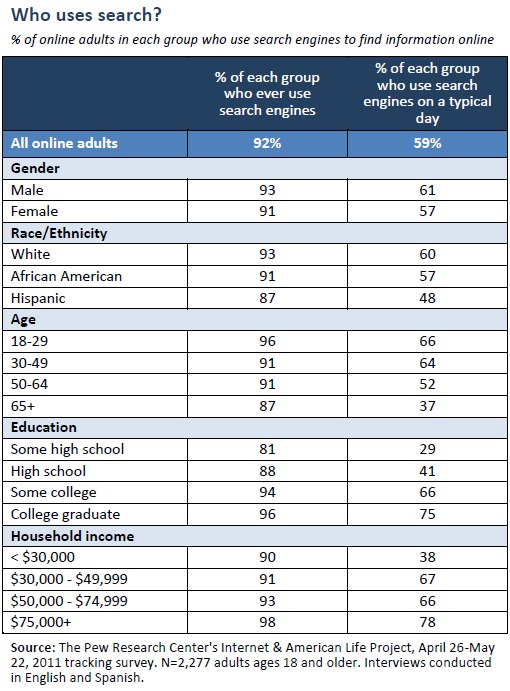 Who uses search?
% of online adults in each group who use search engines to find information online
% of each group who ever use search engines
% of each group who use search engines on a typical day
All online adults 92% 59%
Gender
Male 93 61
Female 91 57
Race/Ethnicity
White 93 60
African American 91 57
Hispanic 87 48
Age
18-29 96 66
30-49 91 64
50-64 91 52
65+ 87 37
Education
Some high school 81 29
High school 88 41
Some college 94 66
College graduate 96 75
Household income
< $30,000 90 38
$30,000 - $49,999 91 67
$50,000 - $74,999 93 66
$75,000+ 98 78
Source: The Pew Research Center's Internet & American Life Project, April 26-May
22, 2011 tracking survey. N=2,277 adults ages 18 and older. Interviews conducted
in English and Spanish.